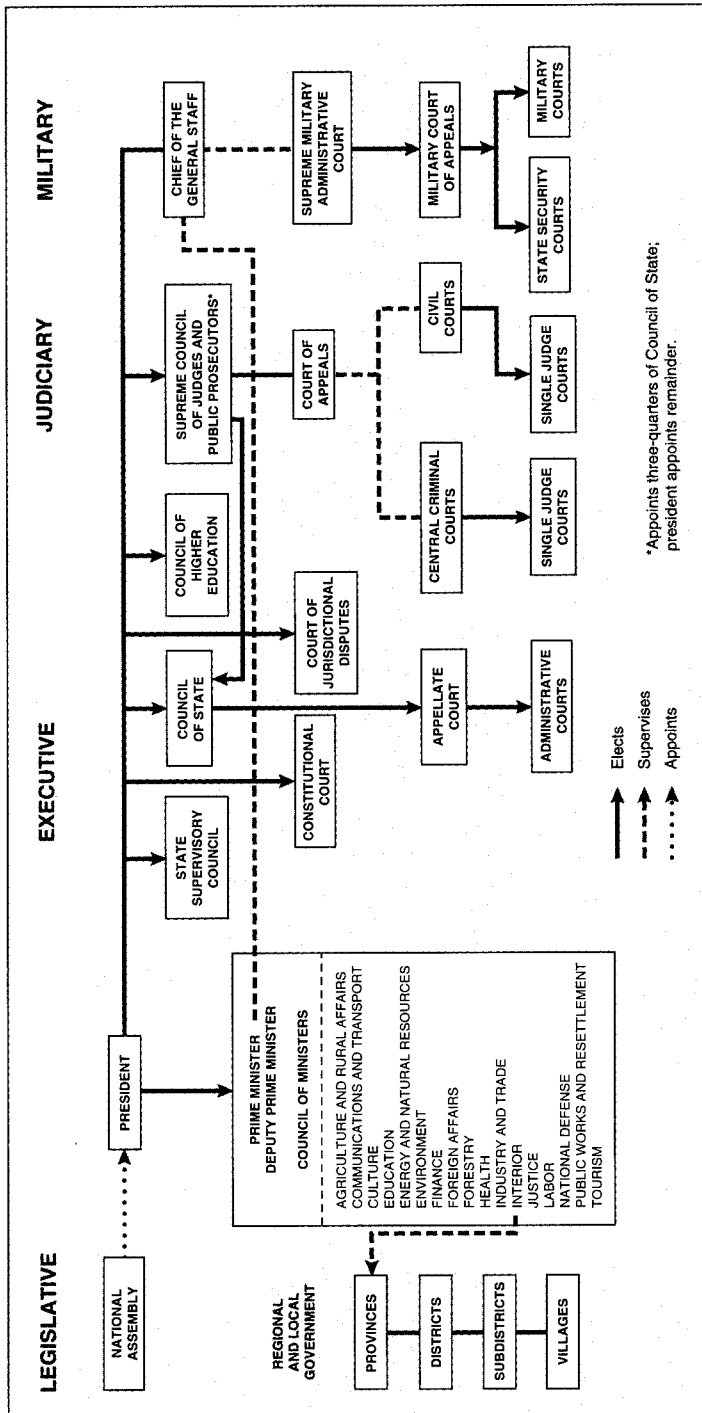 LEGISLATIVE
EXECUTIVE
JUDICIARY
MILITARY
NATIONAL
ASSEMBLY
PRESIDENT
STATE
SUPERVISORY
COUNCIL
COUNCIL
OF STATE
COUNCIL OF
HIGHER
EDUCATION
SUPREME COUNCIL
OF JUDGES AND
PUBLIC PROSECUTORS*
CHIEF OF THE
GENERAL STAFF
PRIME MINISTER
DEPUTY PRIME MINISTER
COUNCIL OF MINISTERS
AGRICULTURE AND RURAL AFFAIRS
COMMUNICATIONS AND TRANSPORT
CULTURE
EDUCATION
ENERGY AND NATURAL RESOURCES
ENVIRONMENT
FINANCE
FOREIGN AFFAIRS
FORESTRY
HEALTH
INDUSTRY AND TRADE
INTERIOR
JUSTICE
LABOR
NATIONAL DEFENSE
PUBLIC WORKS AND RESETTLEMENT
TOURISM
CONSTITUTIONAL
COURT
COURT OF
JURISDICTIONAL
DISPUTES
COURT OF
APPEALS
SUPREME MILITARY
ADMINISTRATIVE
COURT
REGIONAL
AND LOCAL
GOVERNMENT
PROVINCES
DISTRICTS
SUBDISTRICTS
VILLAGES
APPELLATE
COURT
CENTRAL CRIMINAL
COURTS
CIVIL
COURTS
MILITARY COURT
OF APPEALS
ADMINISTRATIVE
COURTS
SINGLE JUDGE
COURTS
SINGLE JUDGE
COURTS
STATE SECURITY
COURTS
MILITARY
COURTS
Elects
Supervises
Appoints
*Appoints three-quarters of Council of State;
president appoints remainder.